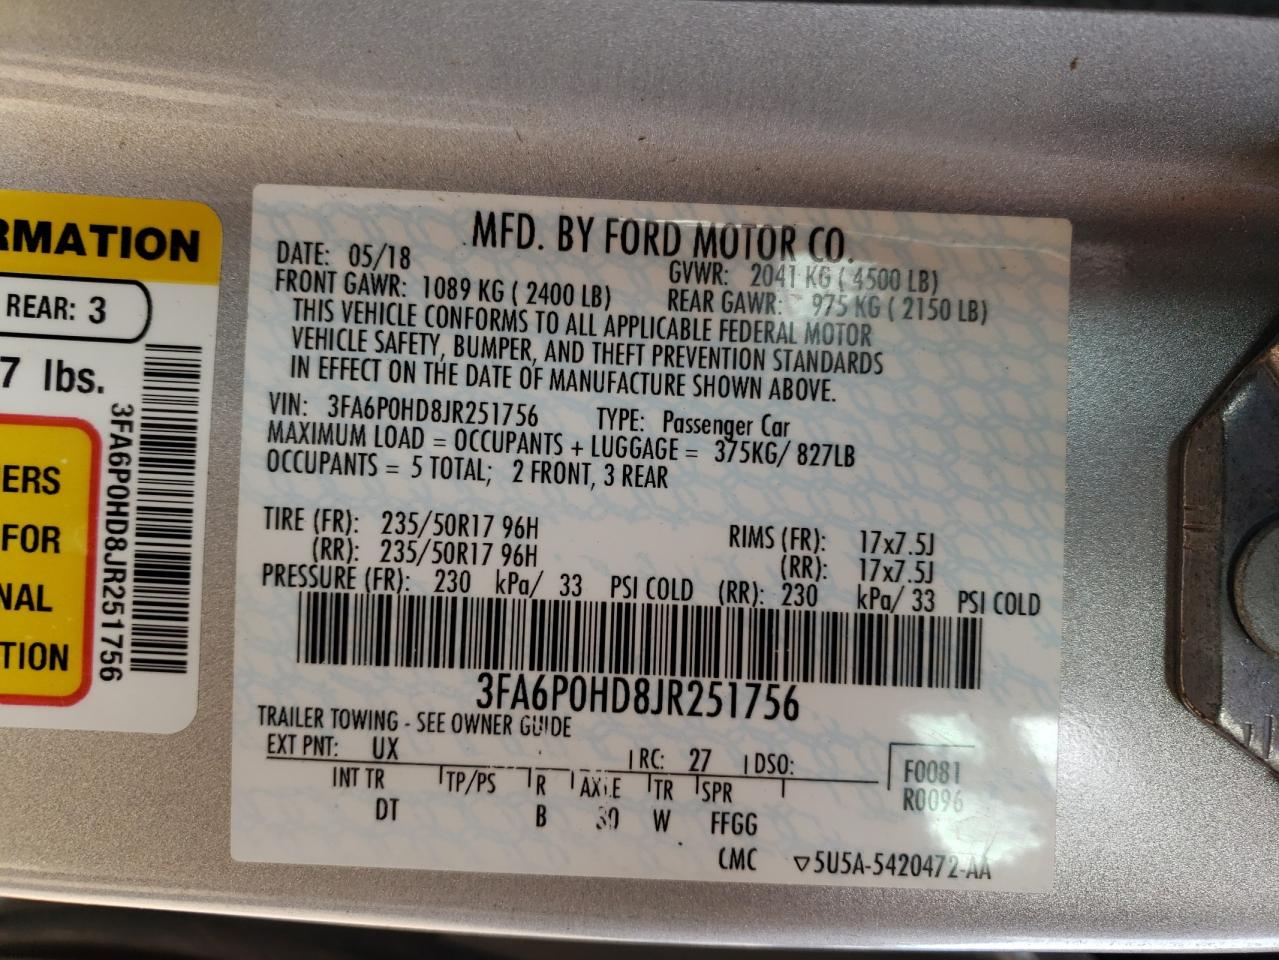 RMATION
REAR: 3
7 lbs.
ERS
FOR
NAL
TION
3FA6P0HD8JR251756
MFD. BY FORD MOTOR CO.
DATE: 05/18 GVWR: 2041 KG ( 4500 LB)
FRONT GAWR: 1089 KG ( 2400 LB) REAR GAWR: 975 KG ( 2150 LB)
THIS VEHICLE CONFORMS TO ALL APPLICABLE FEDERAL MOTOR
VEHICLE SAFETY, BUMPER, AND THEFT PREVENTION STANDARDS
IN EFFECT ON THE DATE OF MANUFACTURE SHOWN ABOVE.
VIN: 3FA6P0HD8JR251756 TYPE: Passenger Car
MAXIMUM LOAD = OCCUPANTS + LUGGAGE = 375KG/ 827LB
OCCUPANTS = 5 TOTAL; 2 FRONT, 3 REAR
TIRE (FR): 235/50R17 96H RIMS (FR): 17x7.5J
(RR): 235/50R17 96H (RR): 17x7.5J
PRESSURE (FR): 230 kPa/ 33 PSI COLD (RR): 230 kPa/ 33 PSI COLD
3FA6P0HD8JR251756
TRAILER TOWING - SEE OWNER GUIDE
EXT PNT: UX RC: 27 DSO: F0081
INT TR TP/PS R AXLE TR SPR R0096
DT B 30 W FFGG
CMC ▽5U5A-5420472-AA